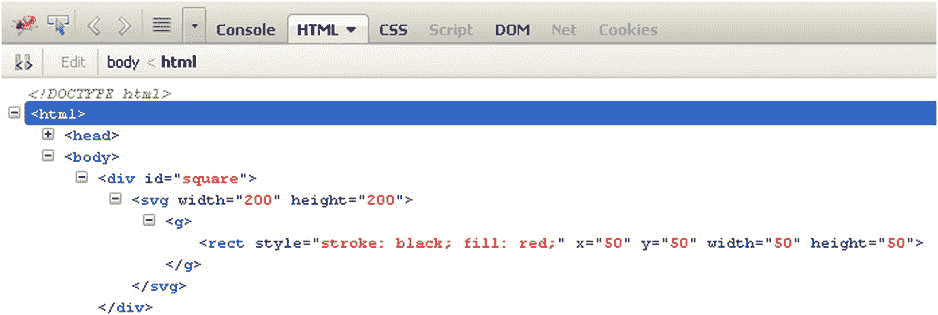 Console HTML CSS Script DOM Net Cookies
Edit body < html
<!DOCTYPE html>
<html>
<head>
<body>
<div id="square">
<svg width="200" height="200">
<g>
<rect style="stroke: black; fill: red;" x="50" y="50" width="50" height="50">
</g>
</svg>
</div>